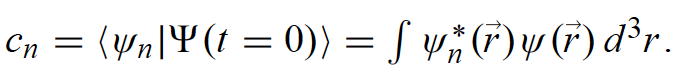 cₙ = ⟨ψₙ|Ψ(t = 0)⟩ = ∫ ψₙ*(r⃗)ψ(r⃗) d³r.